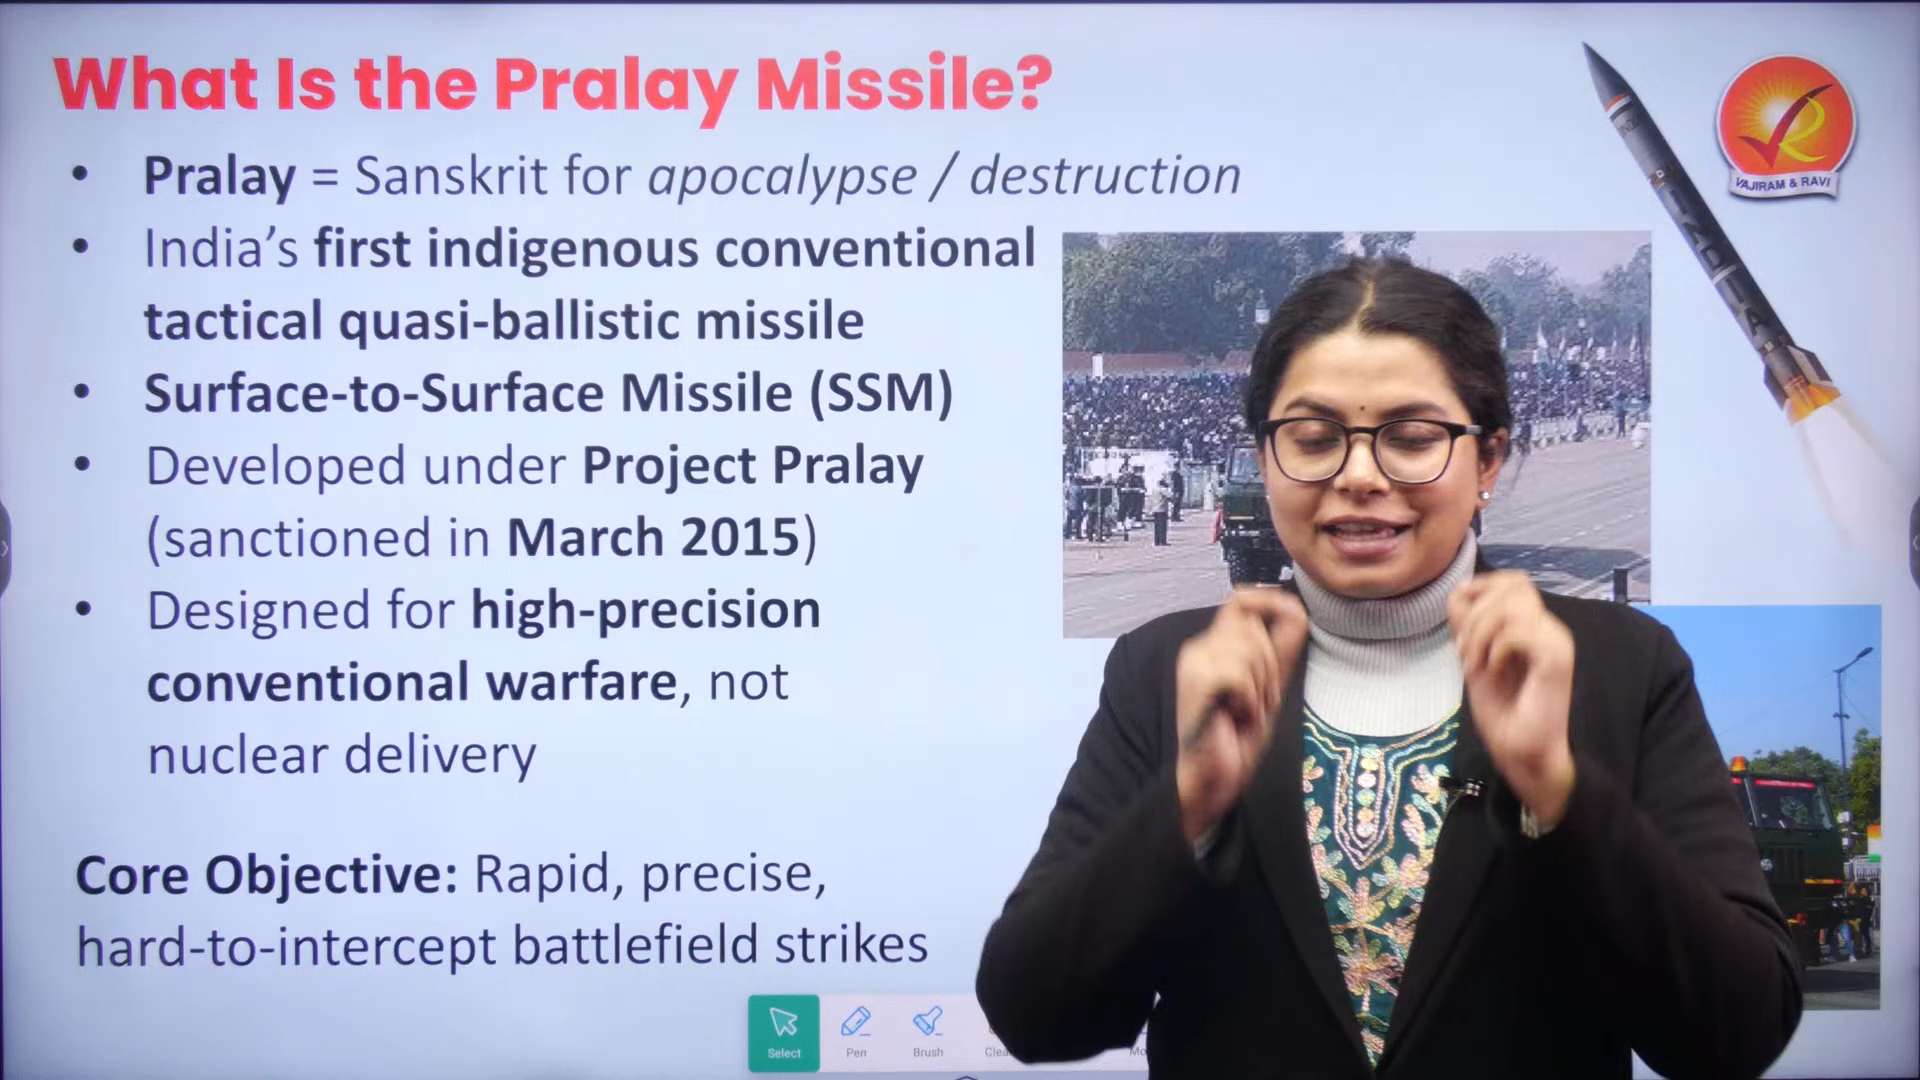 What Is the Pralay Missile?
• Pralay = Sanskrit for apocalypse / destruction
• India's first indigenous conventional
tactical quasi-ballistic missile
• Surface-to-Surface Missile (SSM)
• Developed under Project Pralay
(sanctioned in March 2015)
• Designed for high-precision
conventional warfare, not
nuclear delivery
Core Objective: Rapid, precise,
hard-to-intercept battlefield strikes
VAJIRAM & RAVI
Select
Pen
Brush